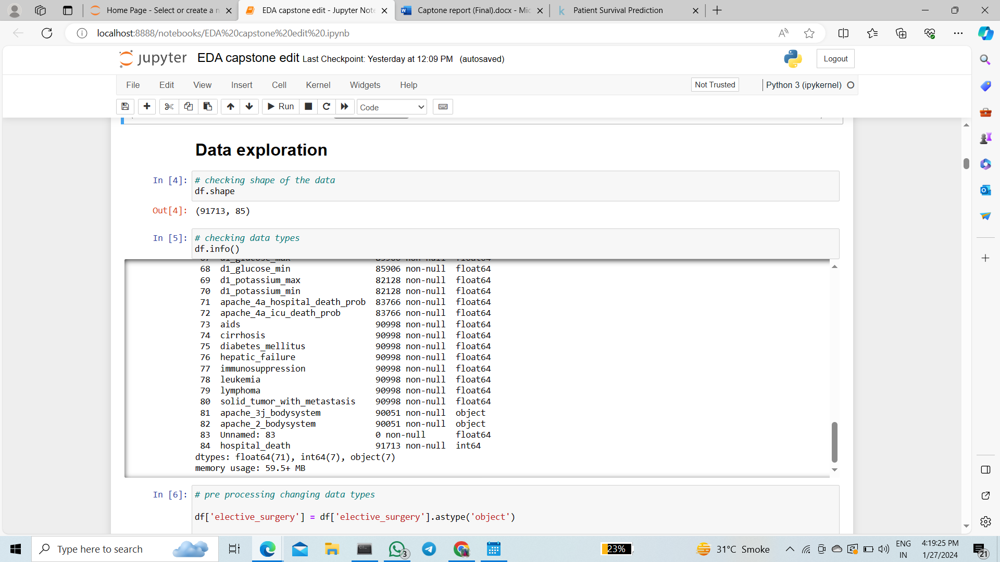 Home Page - Select or create a n
EDA capstone edit - Jupyter Note
Captone report (Final).docx - Mic
Patient Survival Prediction
localhost:8888/notebooks/EDA%20capstone%20edit%20.ipynb
jupyter EDA capstone edit Last Checkpoint: Yesterday at 12:09 PM (autosaved)
Logout
File Edit View Insert Cell Kernel Widgets Help
Not Trusted
Python 3 (ipykernel)
Run
Code
Data exploration
In [4]: # checking shape of the data
df.shape
Out[4]: (91713, 85)
In [5]: # checking data types
df.info()
67 d1_glucose_max 85906 non-null float64
68 d1_glucose_min 85906 non-null float64
69 d1_potassium_max 82128 non-null float64
70 d1_potassium_min 82128 non-null float64
71 apache_4a_hospital_death_prob 83766 non-null float64
72 apache_4a_icu_death_prob 83766 non-null float64
73 aids 90998 non-null float64
74 cirrhosis 90998 non-null float64
75 diabetes_mellitus 90998 non-null float64
76 hepatic_failure 90998 non-null float64
77 immunosuppression 90998 non-null float64
78 leukemia 90998 non-null float64
79 lymphoma 90998 non-null float64
80 solid_tumor_with_metastasis 90998 non-null float64
81 apache_3j_bodysystem 90051 non-null object
82 apache_2_bodysystem 90051 non-null object
83 Unnamed: 83 0 non-null float64
84 hospital_death 91713 non-null int64
dtypes: float64(71), int64(7), object(7)
memory usage: 59.5+ MB
In [6]: # pre processing changing data types
df['elective_surgery'] = df['elective_surgery'].astype('object')
Type here to search
3
23%
31°C Smoke
ENG
IN
4:19:25 PM
1/27/2024
21